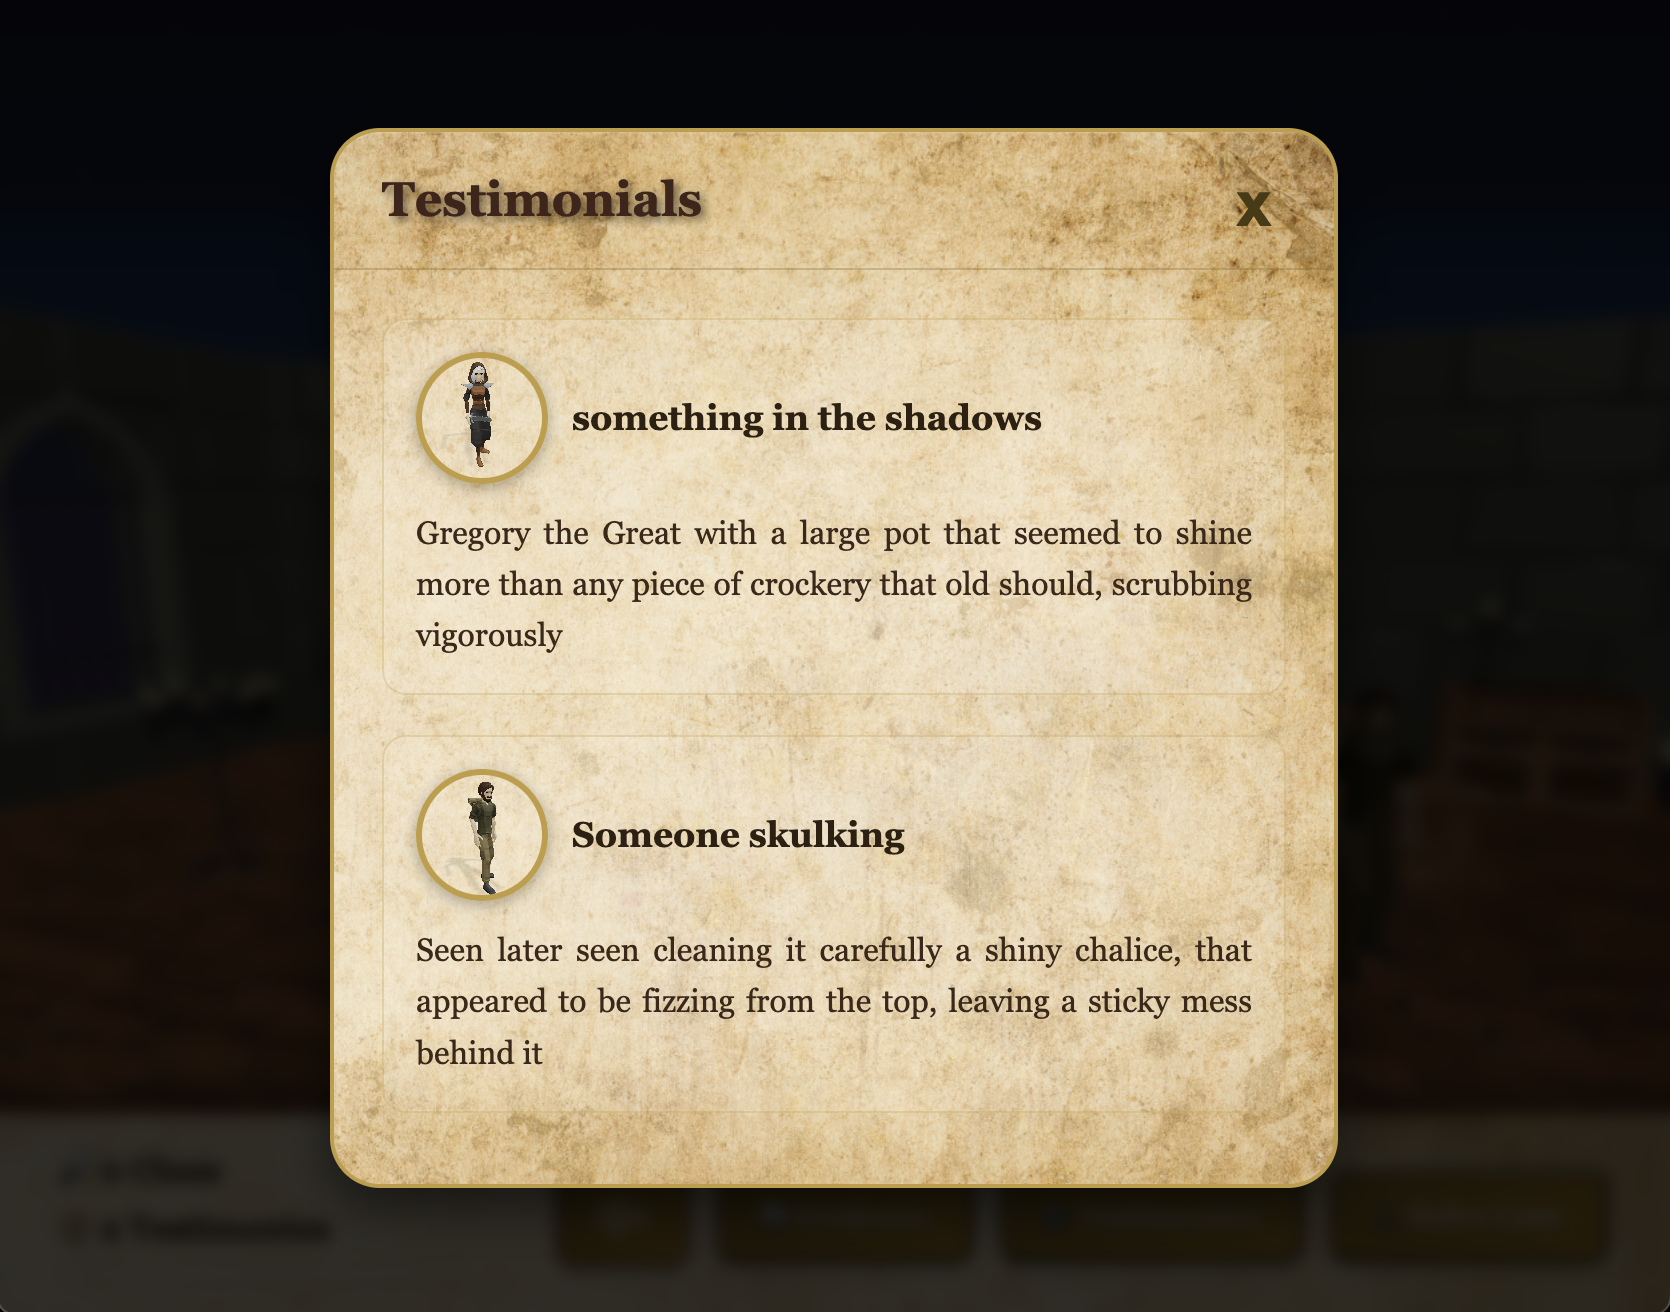 Testimonials
x
something in the shadows
Gregory the Great with a large pot that seemed to shine
more than any piece of crockery that old should, scrubbing
vigorously
Someone skulking
Seen later seen cleaning it carefully a shiny chalice, that
appeared to be fizzing from the top, leaving a sticky mess
behind it